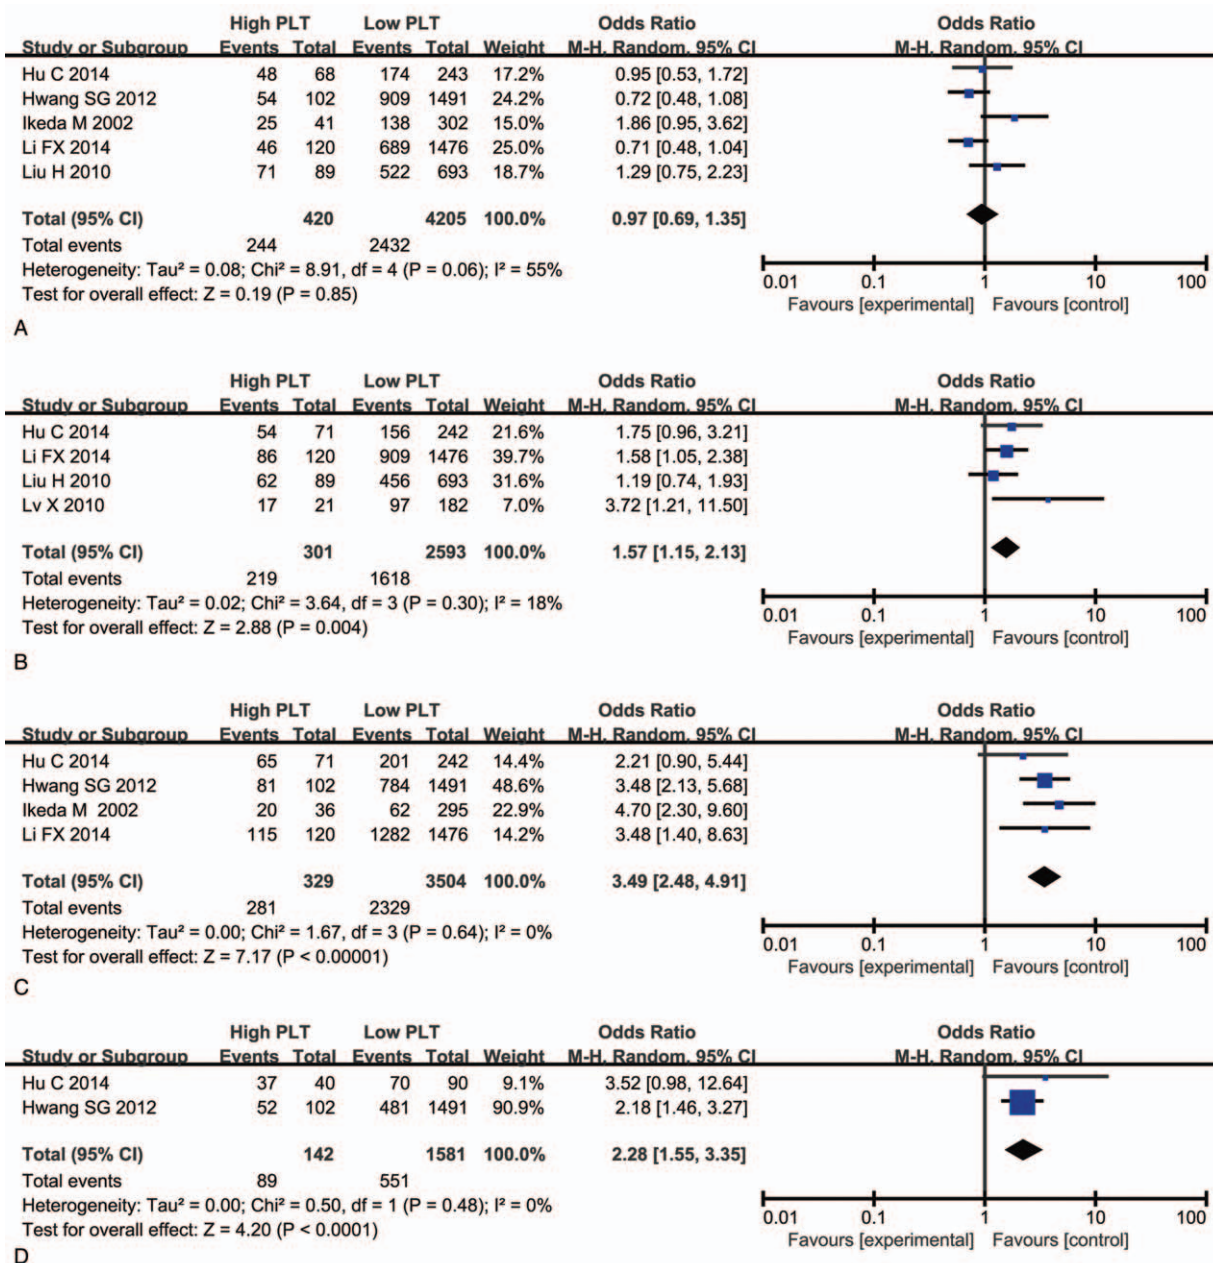 High PLT Low PLT Odds Ratio Odds Ratio
Study or Subgroup Events Total Events Total Weight M-H. Random. 95% CI M-H. Random. 95% CI
Hu C 2014 48 68 174 243 17.2% 0.95 [0.53, 1.72]
Hwang SG 2012 54 102 909 1491 24.2% 0.72 [0.48, 1.08]
Ikeda M 2002 25 41 138 302 15.0% 1.86 [0.95, 3.62]
Li FX 2014 46 120 689 1476 25.0% 0.71 [0.48, 1.04]
Liu H 2010 71 89 522 693 18.7% 1.29 [0.75, 2.23]
Total (95% CI) 420 4205 100.0% 0.97 [0.69, 1.35]
Total events 244 2432
Heterogeneity: Tau² = 0.08; Chi² = 8.91, df = 4 (P = 0.06); I² = 55%
Test for overall effect: Z = 0.19 (P = 0.85)
0.01 0.1 1 10 100
Favours [experimental] Favours [control]
A
High PLT Low PLT Odds Ratio Odds Ratio
Study or Subgroup Events Total Events Total Weight M-H. Random. 95% CI M-H. Random. 95% CI
Hu C 2014 54 71 156 242 21.6% 1.75 [0.96, 3.21]
Li FX 2014 86 120 909 1476 39.7% 1.58 [1.05, 2.38]
Liu H 2010 62 89 456 693 31.6% 1.19 [0.74, 1.93]
Lv X 2010 17 21 97 182 7.0% 3.72 [1.21, 11.50]
Total (95% CI) 301 2593 100.0% 1.57 [1.15, 2.13]
Total events 219 1618
Heterogeneity: Tau² = 0.02; Chi² = 3.64, df = 3 (P = 0.30); I² = 18%
Test for overall effect: Z = 2.88 (P = 0.004)
0.01 0.1 1 10 100
Favours [experimental] Favours [control]
B
High PLT Low PLT Odds Ratio Odds Ratio
Study or Subgroup Events Total Events Total Weight M-H. Random. 95% CI M-H. Random. 95% CI
Hu C 2014 65 71 201 242 14.4% 2.21 [0.90, 5.44]
Hwang SG 2012 81 102 784 1491 48.6% 3.48 [2.13, 5.68]
Ikeda M 2002 20 36 62 295 22.9% 4.70 [2.30, 9.60]
Li FX 2014 115 120 1282 1476 14.2% 3.48 [1.40, 8.63]
Total (95% CI) 329 3504 100.0% 3.49 [2.48, 4.91]
Total events 281 2329
Heterogeneity: Tau² = 0.00; Chi² = 1.67, df = 3 (P = 0.64); I² = 0%
Test for overall effect: Z = 7.17 (P < 0.00001)
0.01 0.1 1 10 100
Favours [experimental] Favours [control]
C
High PLT Low PLT Odds Ratio Odds Ratio
Study or Subgroup Events Total Events Total Weight M-H. Random. 95% CI M-H. Random. 95% CI
Hu C 2014 37 40 70 90 9.1% 3.52 [0.98, 12.64]
Hwang SG 2012 52 102 481 1491 90.9% 2.18 [1.46, 3.27]
Total (95% CI) 142 1581 100.0% 2.28 [1.55, 3.35]
Total events 89 551
Heterogeneity: Tau² = 0.00; Chi² = 0.50, df = 1 (P = 0.48); I² = 0%
Test for overall effect: Z = 4.20 (P < 0.0001)
0.01 0.1 1 10 100
Favours [experimental] Favours [control]
D